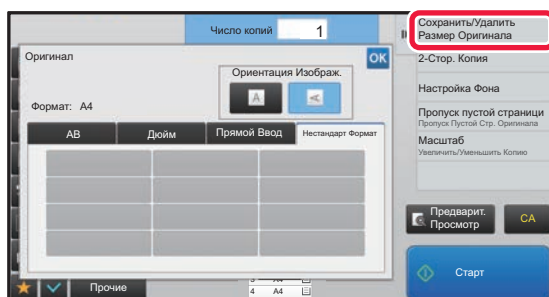 Число копий 1
Сохранить/Удалить
Размер Оригинала
Оригинал
OK
2-Стор. Копия
Ориентация Изображ.
A
A
Настройка Фона
Формат: A4
Пропуск пустой страници
Пропуск Пустой Стр. Оригинала
AB
Дюйм
Прямой Ввод
Нестандарт Формат
Масштаб
Увеличить/Уменьшить Копию
Предварит.
Просмотр
CA
Старт
Прочие
4 A4